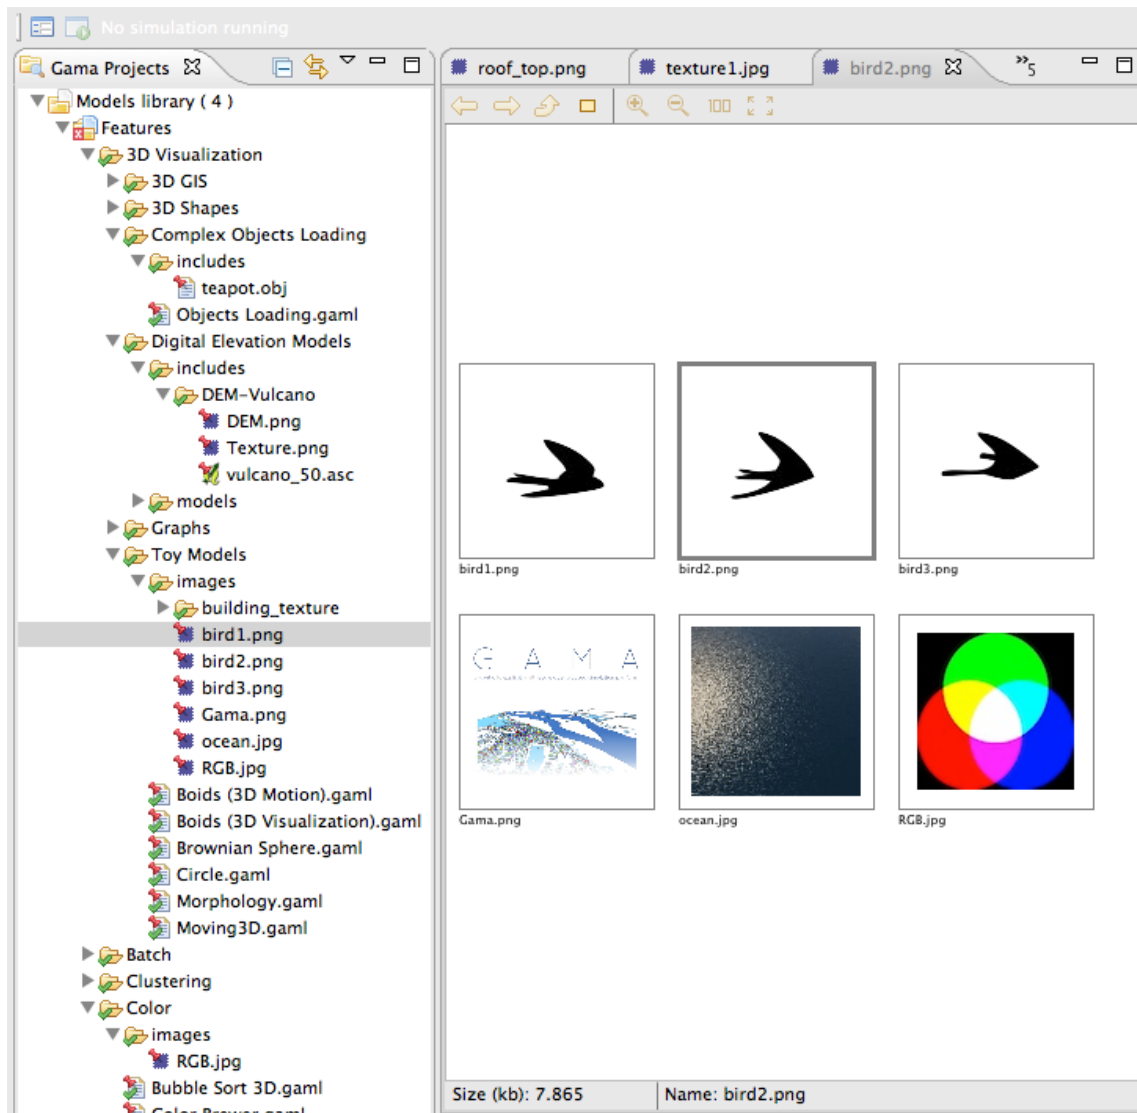 No simulation running
Gama Projects
Models library ( 4 )
Features
3D Visualization
3D GIS
3D Shapes
Complex Objects Loading
includes
teapot.obj
Objects Loading.gaml
Digital Elevation Models
includes
DEM-Vulcano
DEM.png
Texture.png
vulcano_50.asc
models
Graphs
Toy Models
images
building_texture
bird1.png
bird2.png
bird3.png
Gama.png
ocean.jpg
RGB.jpg
Boids (3D Motion).gaml
Boids (3D Visualization).gaml
Brownian Sphere.gaml
Circle.gaml
Morphology.gaml
Moving3D.gaml
Batch
Clustering
Color
images
RGB.jpg
Bubble Sort 3D.gaml
Color Brewer.gaml
roof_top.png texture1.jpg bird2.png »5
100
bird1.png bird2.png bird3.png
GAMA
Gama.png ocean.jpg RGB.jpg
Size (kb): 7.865 Name: bird2.png